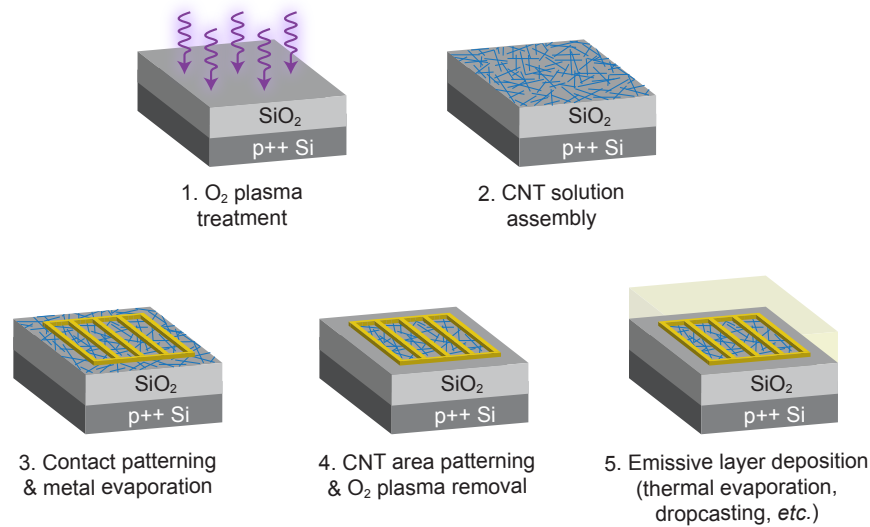 SiO₂
p++ Si
1. O₂ plasma
treatment
SiO₂
p++ Si
2. CNT solution
assembly
SiO₂
p++ Si
3. Contact patterning
& metal evaporation
SiO₂
p++ Si
4. CNT area patterning
& O₂ plasma removal
SiO₂
p++ Si
5. Emissive layer deposition
(thermal evaporation,
dropcasting, etc.)